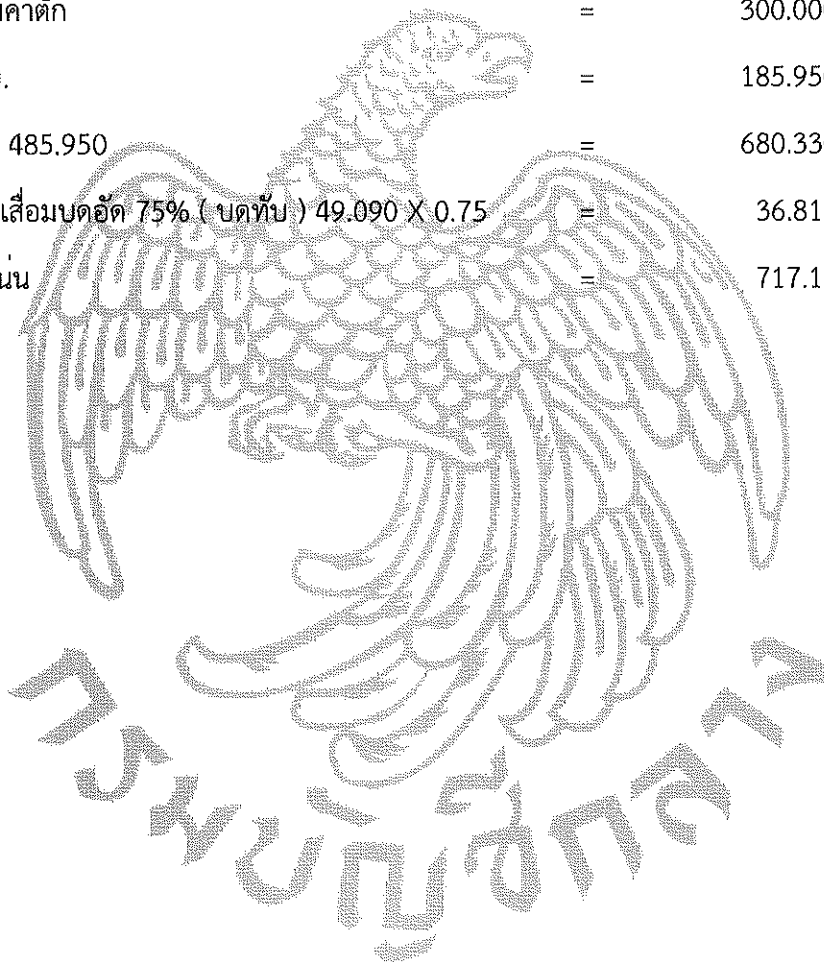 คาตัก = 300.00
= 185.95
485.950 = 680.33
เสื่อมบดอัด 75% ( บดทับ ) 49.090 X 0.75 = 36.81
น่น = 717.1
กรมบัญชีกลาง